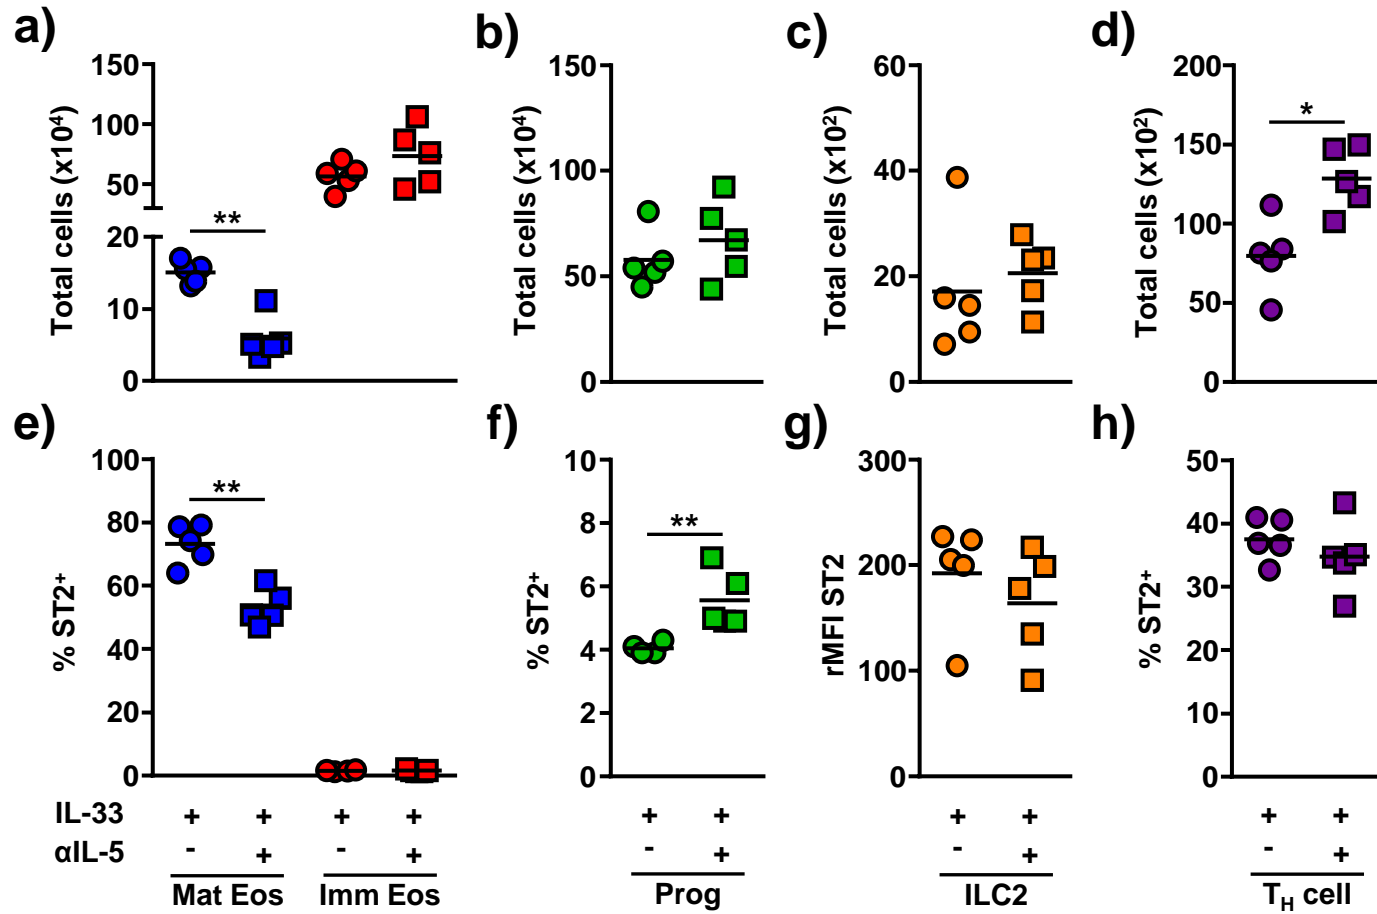 a)
b)
c)
d)
Total cells (x10⁴)
150
100
50
20
10
0
**
Total cells (x10⁴)
150
100
50
0
Total cells (x10²)
60
40
20
0
Total cells (x10²)
200
150
100
50
0
*
e)
f)
g)
h)
% ST2⁺
100
80
60
40
20
0
**
% ST2⁺
10
8
6
4
2
0
**
rMFI ST2
300
200
100
0
% ST2⁺
50
40
30
20
10
0
IL-33 + + + + + + + + + +
αIL-5 - + - + - + - + - +
Mat Eos Imm Eos Prog ILC2 T_H cell